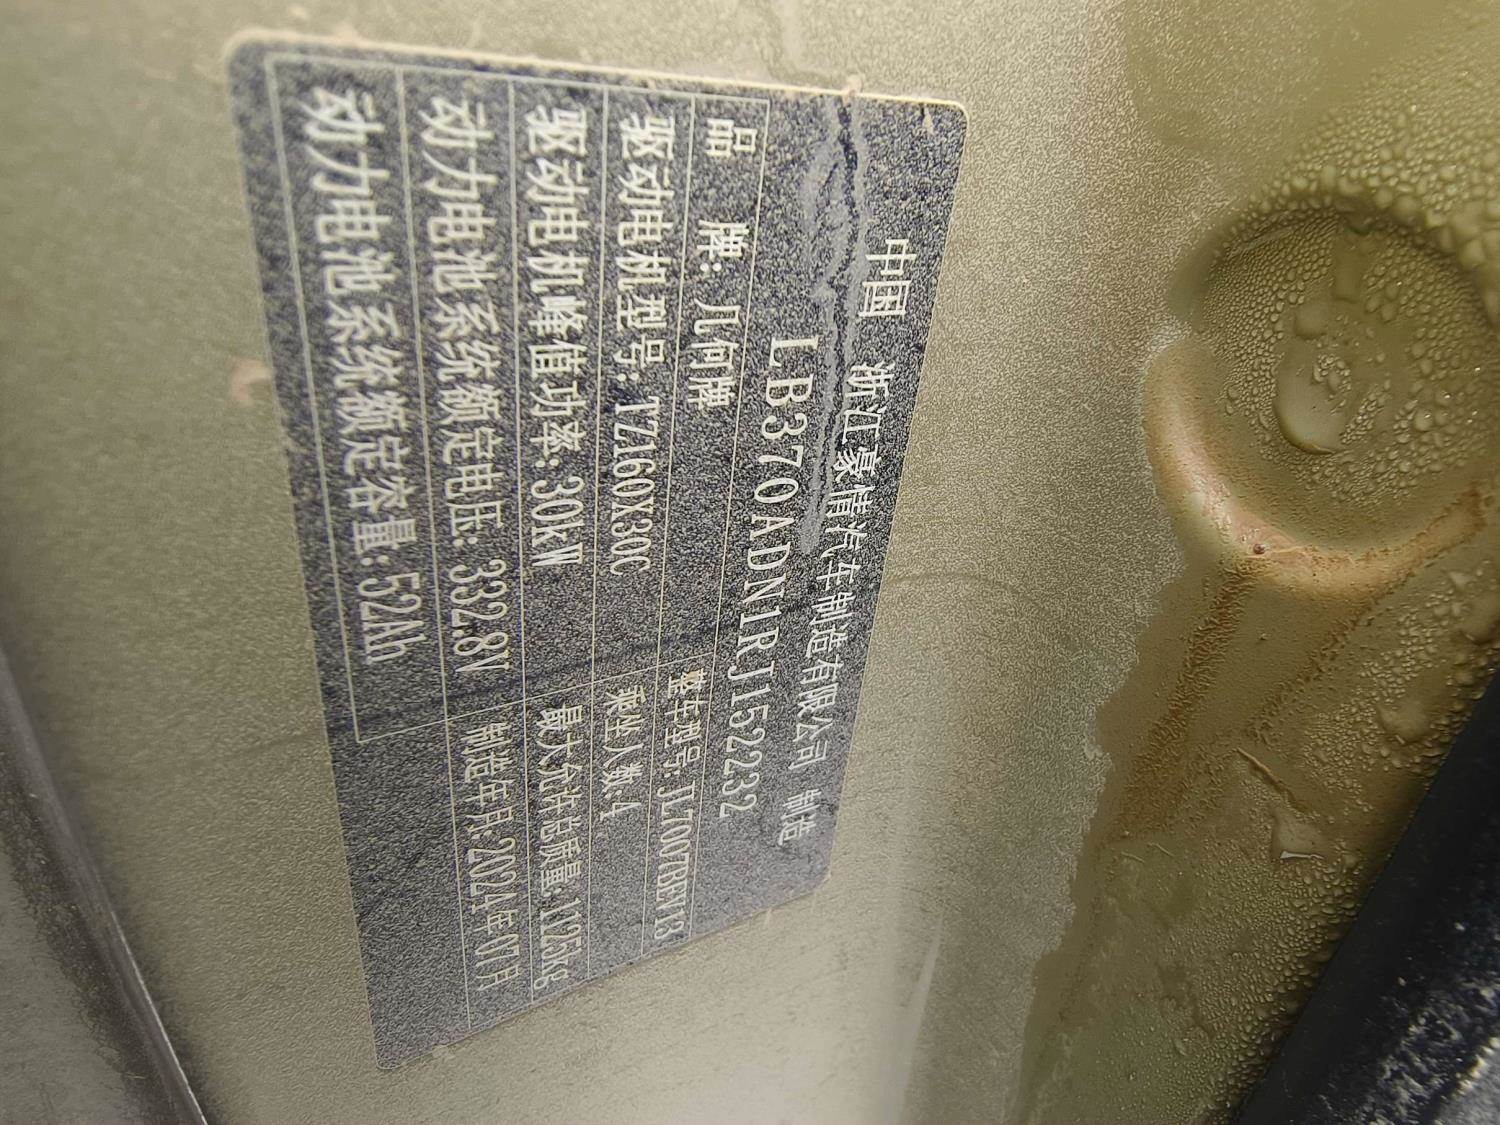 中国 浙江豪情汽车制造有限公司 制造
LB370ADN1RJ152232
品牌: 几何牌 整车型号: JL7007BEV13
驱动电机型号: TZ160X30C 乘坐人数: 4
驱动电机峰值功率: 30kW 最大允许总质量: 1125kg
动力电池系统额定电压: 332.8V 制造年月: 2024年07月
动力电池系统额定容量: 52Ah